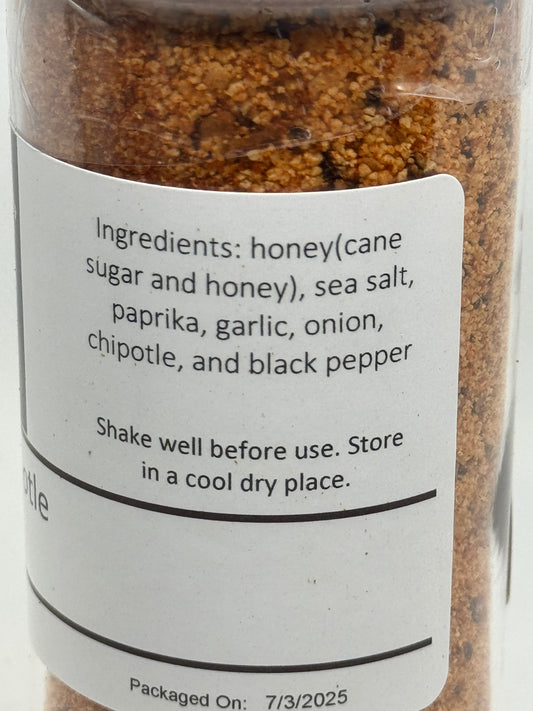 Ingredients: honey(cane
sugar and honey), sea salt,
paprika, garlic, onion,
chipotle, and black pepper
Shake well before use. Store
in a cool dry place.
otle
Packaged On: 7/3/2025